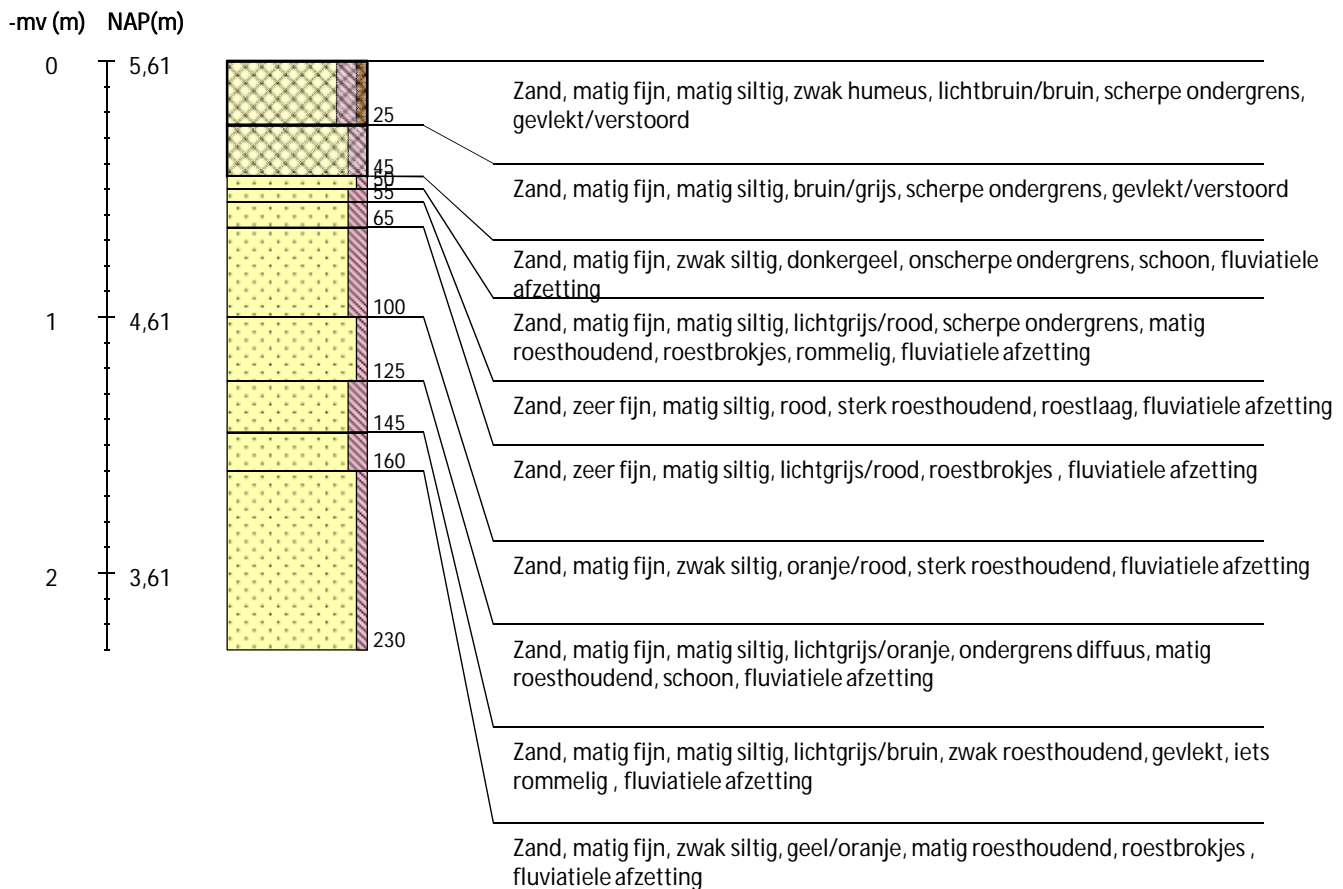 -mv (m) NAP(m)
0 5,61
25
45
50
55
65
100
1 4,61
125
145
160
2 3,61
230
Zand, matig fijn, matig siltig, zwak humeus, lichtbruin/bruin, scherpe ondergrens,
gevlekt/verstoord
Zand, matig fijn, matig siltig, bruin/grijs, scherpe ondergrens, gevlekt/verstoord
Zand, matig fijn, zwak siltig, donkergeel, onscherpe ondergrens, schoon, fluviatiele
afzetting
Zand, matig fijn, matig siltig, lichtgrijs/rood, scherpe ondergrens, matig
roesthoudend, roestbrokjes, rommelig, fluviatiele afzetting
Zand, zeer fijn, matig siltig, rood, sterk roesthoudend, roestlaag, fluviatiele afzetting
Zand, zeer fijn, matig siltig, lichtgrijs/rood, roestbrokjes , fluviatiele afzetting
Zand, matig fijn, zwak siltig, oranje/rood, sterk roesthoudend, fluviatiele afzetting
Zand, matig fijn, matig siltig, lichtgrijs/oranje, ondergrens diffuus, matig
roesthoudend, schoon, fluviatiele afzetting
Zand, matig fijn, matig siltig, lichtgrijs/bruin, zwak roesthoudend, gevlekt, iets
rommelig , fluviatiele afzetting
Zand, matig fijn, zwak siltig, geel/oranje, matig roesthoudend, roestbrokjes ,
fluviatiele afzetting